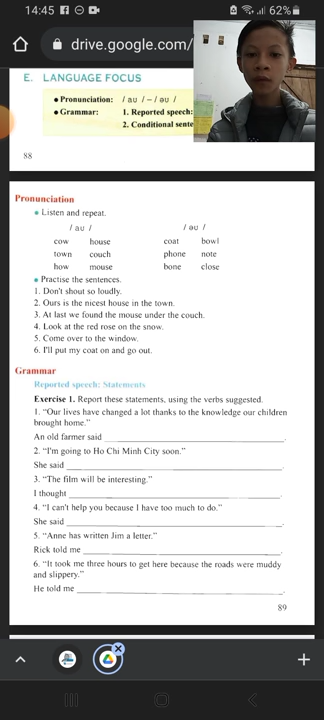 14:45
62%
drive.google.com/
E. LANGUAGE FOCUS
• Pronunciation: / aʊ / – / əʊ /
• Grammar: 1. Reported speech:
2. Conditional sente
88
Pronunciation
• Listen and repeat.
/ aʊ / / əʊ /
cow house coat bowl
town couch phone note
how mouse bone close
• Practise the sentences.
1. Don't shout so loudly.
2. Ours is the nicest house in the town.
3. At last we found the mouse under the couch.
4. Look at the red rose on the snow.
5. Come over to the window.
6. I'll put my coat on and go out.
Grammar
Reported speech: Statements
Exercise 1. Report these statements, using the verbs suggested.
1. “Our lives have changed a lot thanks to the knowledge our children
brought home.”
An old farmer said ____________________.
2. “I'm going to Ho Chi Minh City soon.”
She said ____________________.
3. “The film will be interesting.”
I thought ____________________.
4. “I can't help you because I have too much to do.”
She said ____________________.
5. “Anne has written Jim a letter.”
Rick told me ____________________.
6. “It took me three hours to get here because the roads were muddy
and slippery.”
He told me ____________________.
89